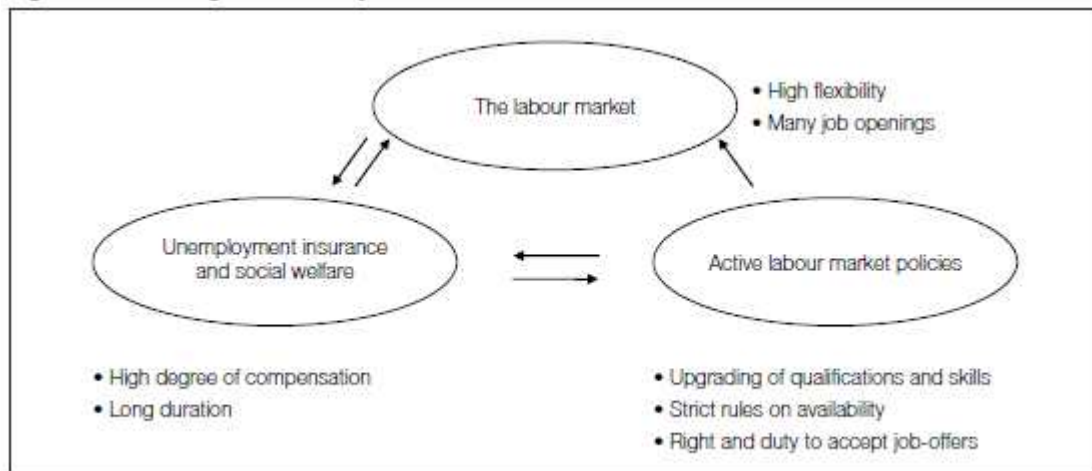 The labour market
• High flexibility
• Many job openings
Unemployment insurance
and social welfare
Active labour market policies
• High degree of compensation
• Long duration
• Upgrading of qualifications and skills
• Strict rules on availability
• Right and duty to accept job-offers